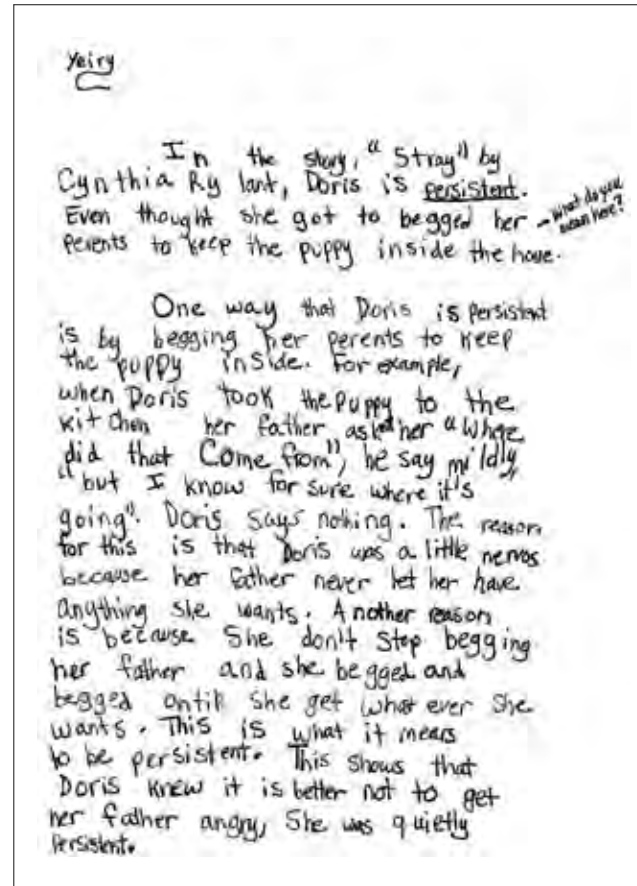 Yeiry
In the story, "Stray" by
Cynthia Ry lant, Doris is persistent.
Even thought she got to begged her → what do you mean here?
perents to keep the puppy inside the house.
One way that Doris is persistent
is by begging her perents to keep
the puppy inside. For example,
when Doris took the puppy to the
kitchen her father asked her "Where
did that Come from", he say mildly,
"but I know for sure where it's
going". Doris says nothing. The reason
for this is that Doris was a little nervos
because her father never let her have
anything she wants. Another reason
is because She don't stop begging
her father and she begged and
begged ontill she get what ever she
wants. This is what it means
to be persistent. This shows that
Doris knew it is better not to get
her father angry, She was quietly
persistent.